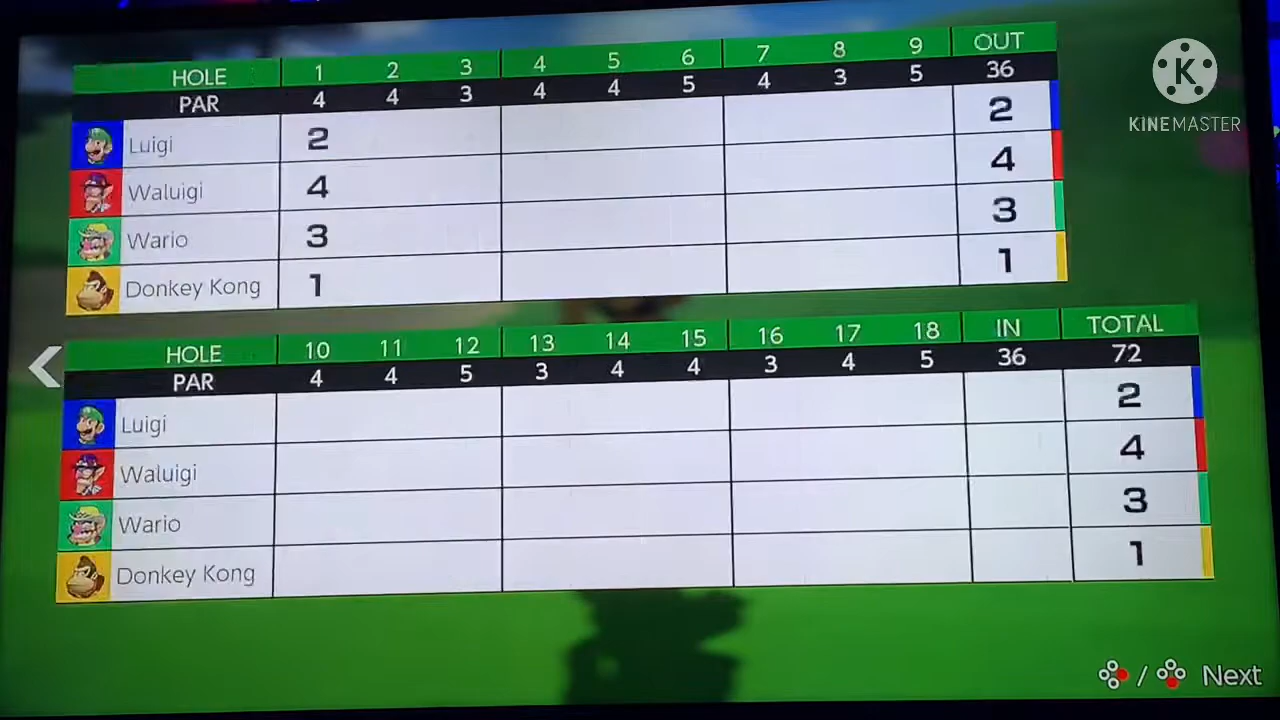 HOLE 1 2 3 4 5 6 7 8 9 OUT
PAR 4 4 3 4 4 5 4 3 5 36
Luigi 2 2
Waluigi 4 4
Wario 3 3
Donkey Kong 1 1
K
KINEMASTER
HOLE 10 11 12 13 14 15 16 17 18 IN TOTAL
PAR 4 4 5 3 4 4 3 4 5 36 72
Luigi 2
Waluigi 4
Wario 3
Donkey Kong 1
/ Next